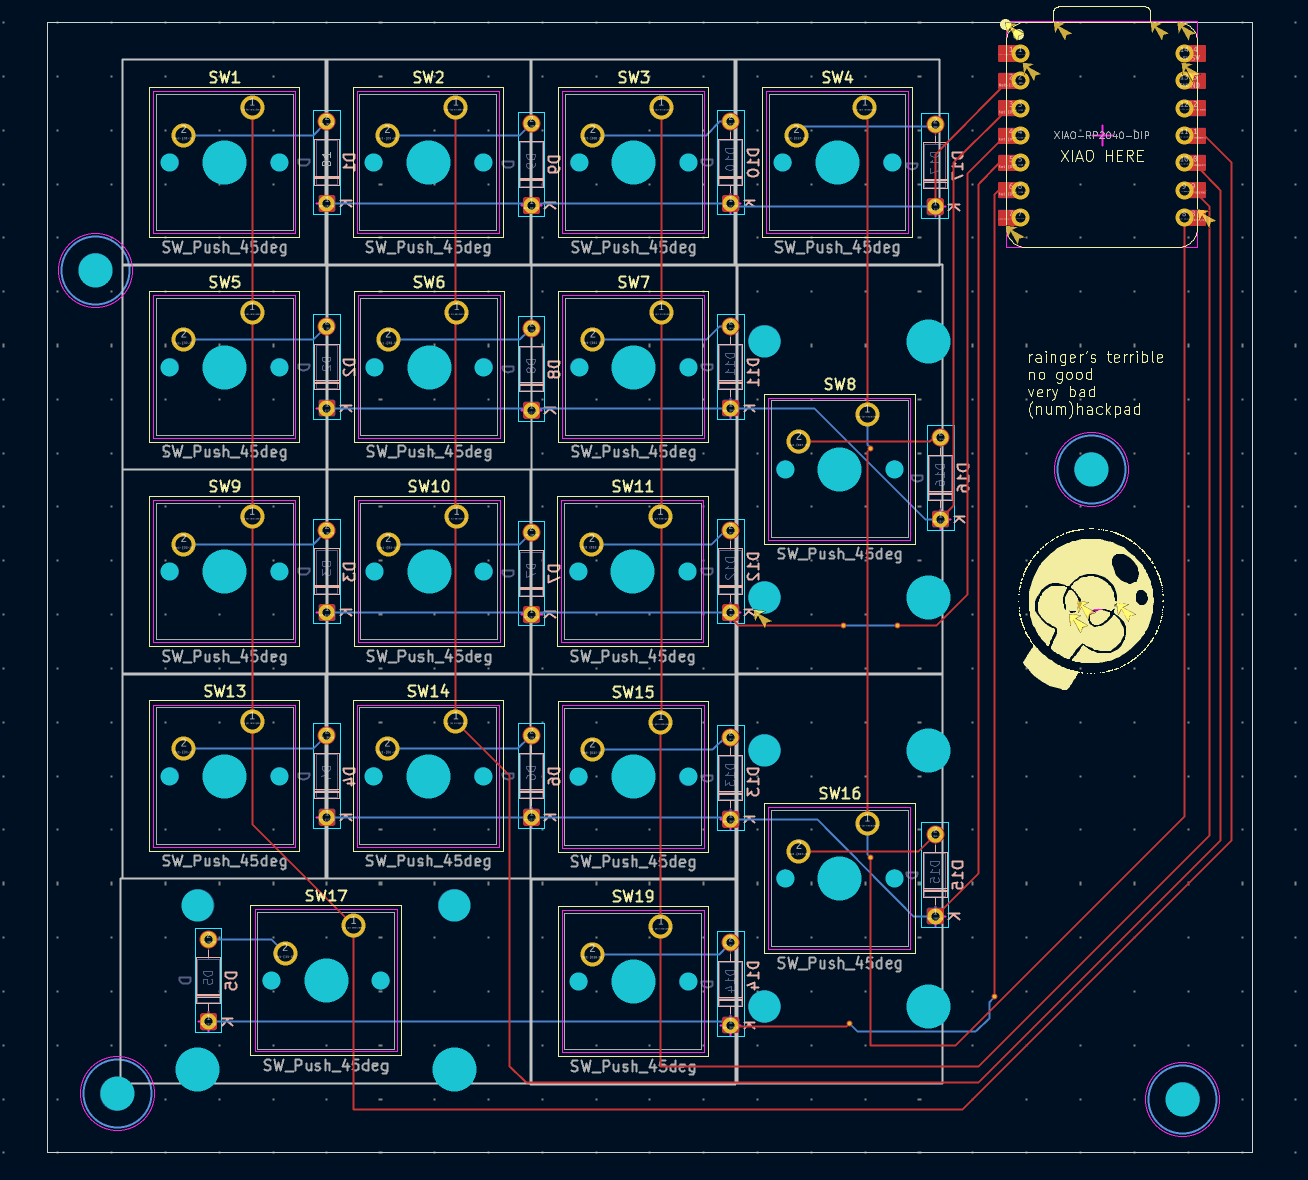 SW1 SW2 SW3 SW4
D1 D9 D10 D17
XIAO-RP2040-DIP
XIAO HERE
SW_Push_45deg SW_Push_45deg SW_Push_45deg SW_Push_45deg
SW5 SW6 SW7
D2 D8 D11
rainger's terrible
no good
very bad
(num)hackpad
SW8
SW_Push_45deg SW_Push_45deg SW_Push_45deg
D16
SW9 SW10 SW11
SW_Push_45deg
D3 D7 D12
SW_Push_45deg SW_Push_45deg SW_Push_45deg
SW13 SW14 SW15
D4 D6 D13
SW16
SW_Push_45deg SW_Push_45deg SW_Push_45deg
D15
SW17 SW19
SW_Push_45deg
D5 D14
SW_Push_45deg SW_Push_45deg